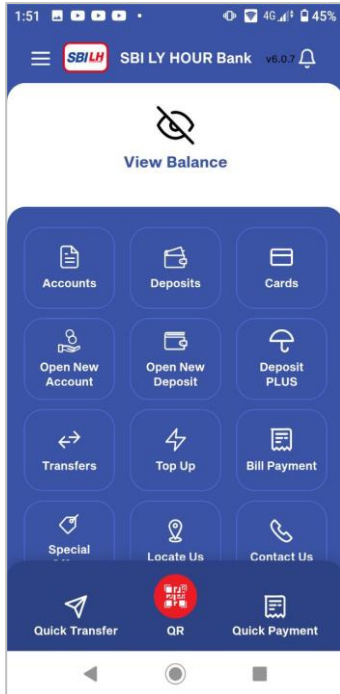 1:51 4G 45%
SBILH SBI LY HOUR Bank v6.0.7
View Balance
Accounts Deposits Cards
Open New Open New Deposit
Account Deposit PLUS
Transfers Top Up Bill Payment
Special
Locate Us Contact Us
Quick Transfer QR Quick Payment